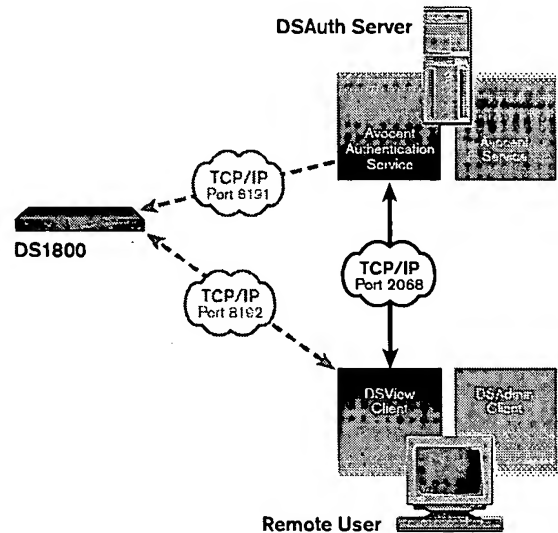 DSAuth Server
Avocent
Authentication
Service
Avocent
Service
TCP/IP
Port 8191
DS1800
TCP/IP
Port 2068
TCP/IP
Port 8192
DSView
Client
DSAdmin
Client
Remote User